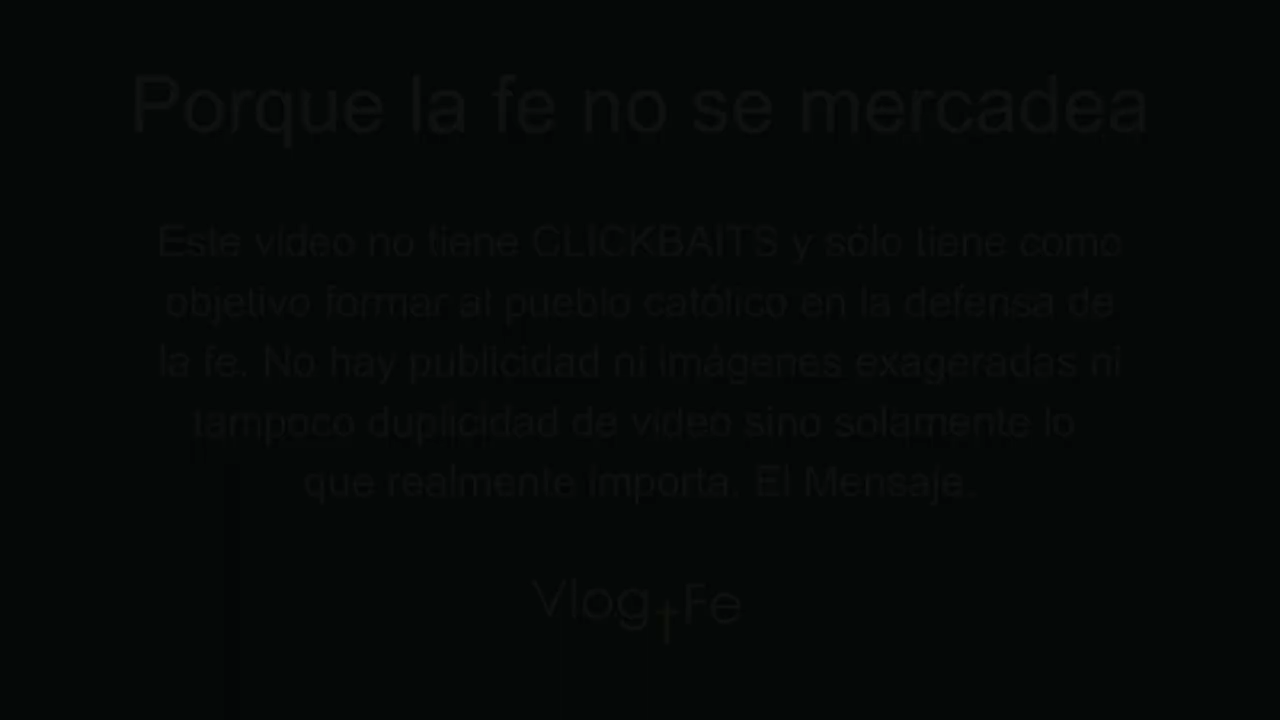 Porque la fe no se mercadea
Este video no tiene CLICKBAITS y sólo tiene como
objetivo formar al pueblo católico en la defensa de
la fe. No hay publicidad ni imágenes exageradas ni
tampoco duplicidad de video sino solamente lo
que realmente importa. El Mensaje.
Vlog†Fe